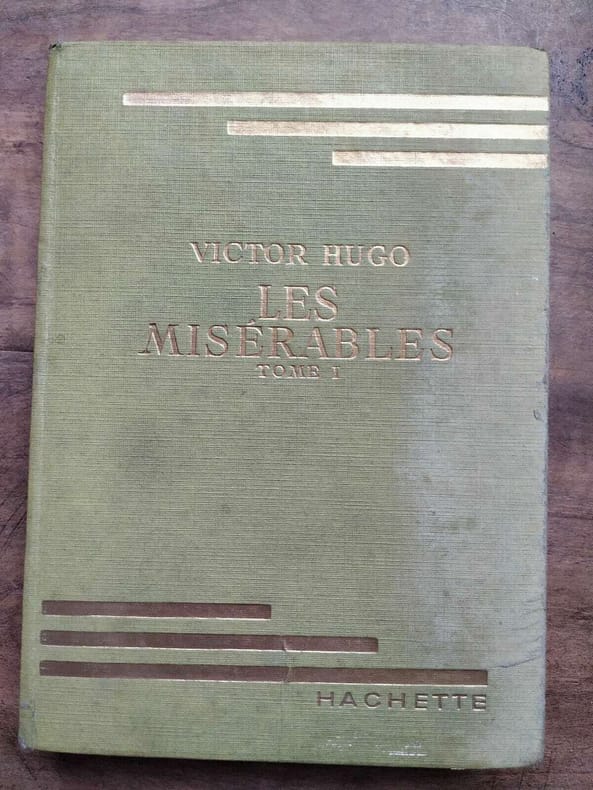 VICTOR HUGO
LES
MISÉRABLES
TOME I
HACHETTE